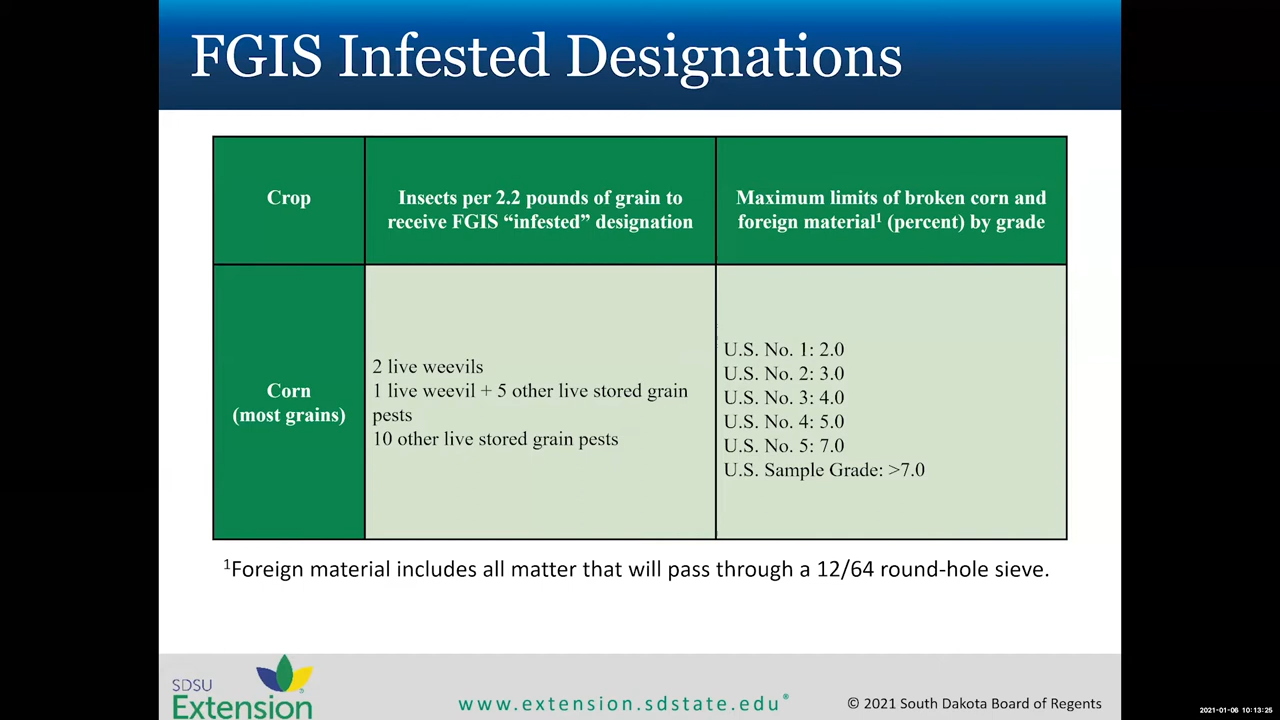 FGIS Infested Designations
Crop
Insects per 2.2 pounds of grain to
receive FGIS “infested” designation
Maximum limits of broken corn and
foreign material¹ (percent) by grade
Corn
(most grains)
2 live weevils
1 live weevil + 5 other live stored grain
pests
10 other live stored grain pests
U.S. No. 1: 2.0
U.S. No. 2: 3.0
U.S. No. 3: 4.0
U.S. No. 4: 5.0
U.S. No. 5: 7.0
U.S. Sample Grade: >7.0
¹Foreign material includes all matter that will pass through a 12/64 round-hole sieve.
SDSU
Extension
www.extension.sdstate.edu®
© 2021 South Dakota Board of Regents
2021-01-06 10:13:25